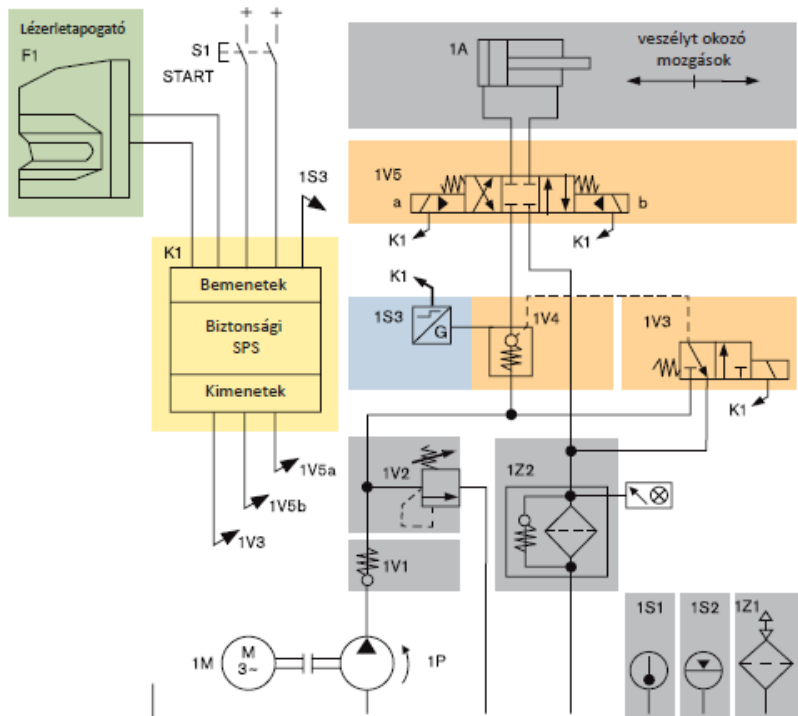 Lézerletapogató
F1
+ +
S1
START
1S3
K1
Bemenetek
Biztonsági
SPS
Kimenetek
1V5a
1V5b
1V3
1A
veszélyt okozó
mozgások
1V5
a
b
K1
K1
K1
1S3
G
1V4
1V3
K1
1V2
1Z2
1V1
1M
M
3~
1P
1S1
1S2
1Z1